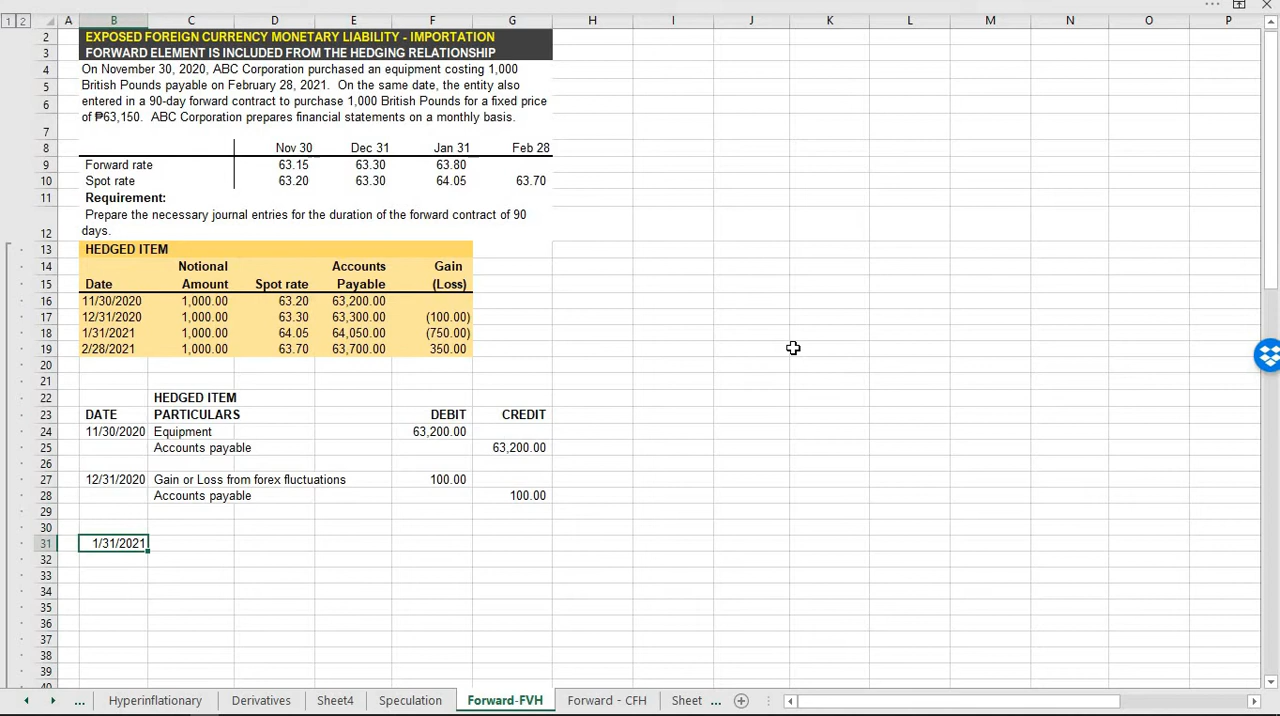 1 2 A B C D E F G H I J K L M N O P
2 EXPOSED FOREIGN CURRENCY MONETARY LIABILITY - IMPORTATION
3 FORWARD ELEMENT IS INCLUDED FROM THE HEDGING RELATIONSHIP
4 On November 30, 2020, ABC Corporation purchased an equipment costing 1,000
5 British Pounds payable on February 28, 2021. On the same date, the entity also
6 entered in a 90-day forward contract to purchase 1,000 British Pounds for a fixed price
7 of ₱63,150. ABC Corporation prepares financial statements on a monthly basis.
8 Nov 30 Dec 31 Jan 31 Feb 28
9 Forward rate 63.15 63.30 63.80
10 Spot rate 63.20 63.30 64.05 63.70
11 Requirement:
Prepare the necessary journal entries for the duration of the forward contract of 90
12 days.
13 HEDGED ITEM
14 Notional Accounts Gain
15 Date Amount Spot rate Payable (Loss)
16 11/30/2020 1,000.00 63.20 63,200.00
17 12/31/2020 1,000.00 63.30 63,300.00 (100.00)
18 1/31/2021 1,000.00 64.05 64,050.00 (750.00)
19 2/28/2021 1,000.00 63.70 63,700.00 350.00
20
21
22 HEDGED ITEM
23 DATE PARTICULARS DEBIT CREDIT
24 11/30/2020 Equipment 63,200.00
25 Accounts payable 63,200.00
26
27 12/31/2020 Gain or Loss from forex fluctuations 100.00
28 Accounts payable 100.00
29
30
31 1/31/2021
32
33
34
35
36
37
38
39
40
... Hyperinflationary Derivatives Sheet4 Speculation Forward-FVH Forward - CFH Sheet ...